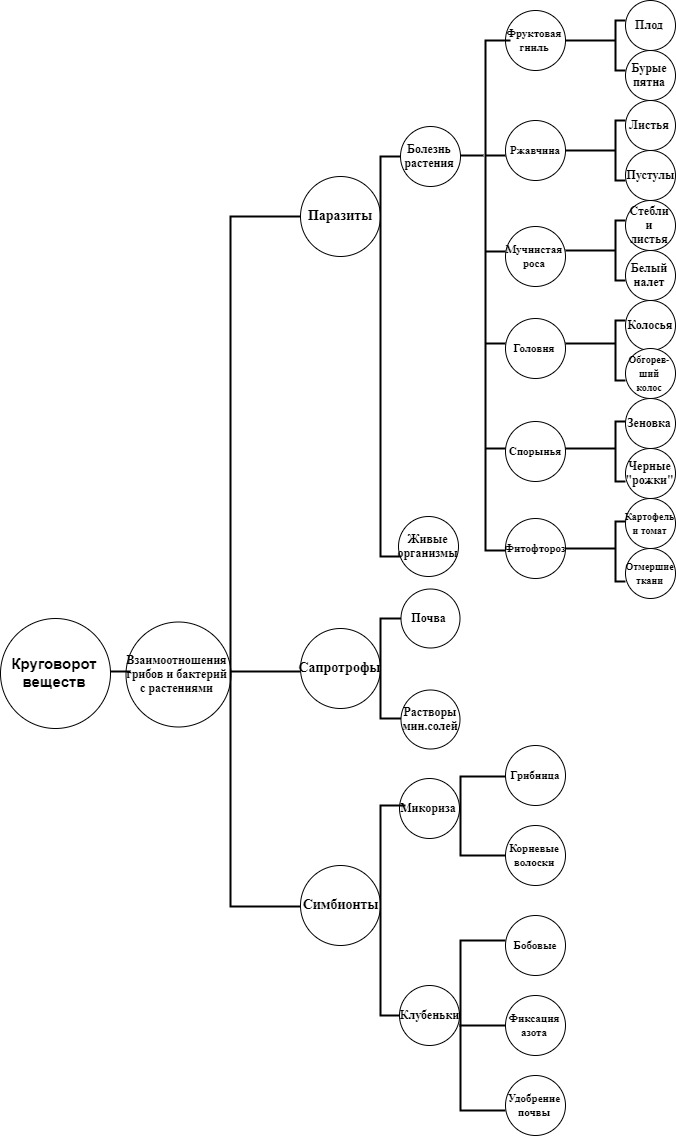 Круговорот
веществ
Взаимоотношения
грибов и бактерий
с растениями
Паразиты
Болезнь
растения
Фруктовая
гниль
Плод
Бурые
пятна
Ржавчина
Листья
Пустулы
Мучнистая
роса
Стебли
и
листья
Белый
налет
Головня
Колосья
Обгорев-
ший
колос
Спорынья
Зеновка
Черные
"рожки"
Фитофтороз
Картофель
и томат
Отмершие
ткани
Живые
организмы
Сапротрофы
Почва
Растворы
мин.солей
Симбионты
Микориза
Грибница
Корневые
волоски
Клубеньки
Бобовые
Фиксация
азота
Удобрение
почвы